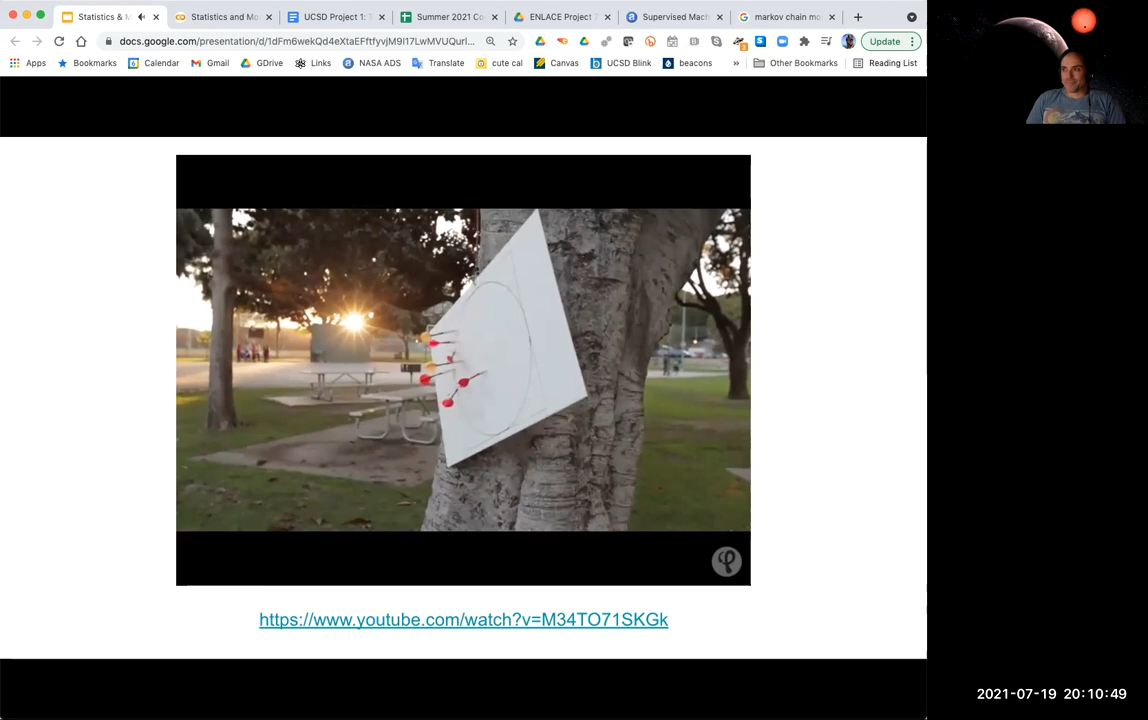 Statistics & M
Statistics and Mo
UCSD Project 1: T
Summer 2021 Co
ENLACE Project 7
Supervised Mach
markov chain mo
docs.google.com/presentation/d/1dFm6wekQd4eXtaEFftfyvjM9I17LwMVUQurl...
Update
Apps
Bookmarks
Calendar
Gmail
GDrive
Links
NASA ADS
Translate
cute cal
Canvas
UCSD Blink
beacons
»
Other Bookmarks
Reading List
https://www.youtube.com/watch?v=M34TO71SKGk
2021-07-19 20:10:49